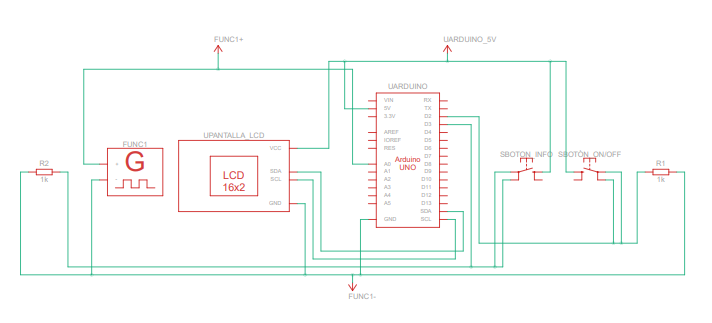 FUNC1+
UARDUINO_5V
UARDUINO
VIN
5V
3.3V
AREF
IOREF
RES
A0
A1
A2
A3
A4
A5
GND
RX
TX
D2
D3
D4
D5
D6
D7
D8
D9
D10
D11
D12
D13
SDA
SCL
Arduino
UNO
UPANTALLA_LCD
VCC
SDA
SCL
GND
LCD
16x2
FUNC1
G
+
-
R2
1k
SBOTON_INFO
SBOTÓN_ON/OFF
R1
1k
FUNC1-